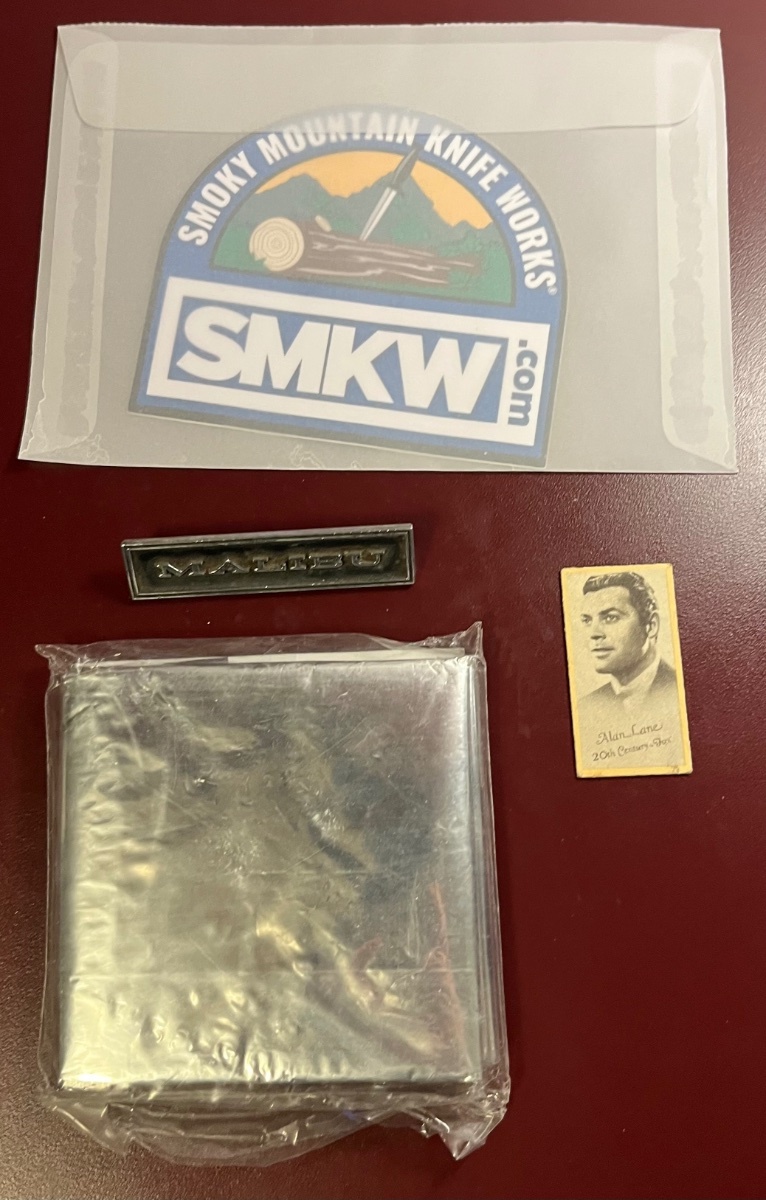 SMOKY MOUNTAIN KNIFE WORKS®
SMKW
.com
MALIBU
Alan Lane
20th Century-Fox